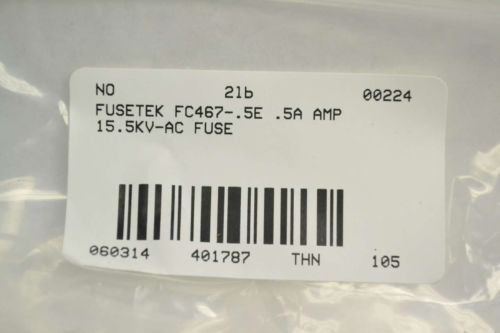 NO 21b 00224
FUSETEK FC467-.5E .5A AMP
15.5KV-AC FUSE
060314 401787 THN 105